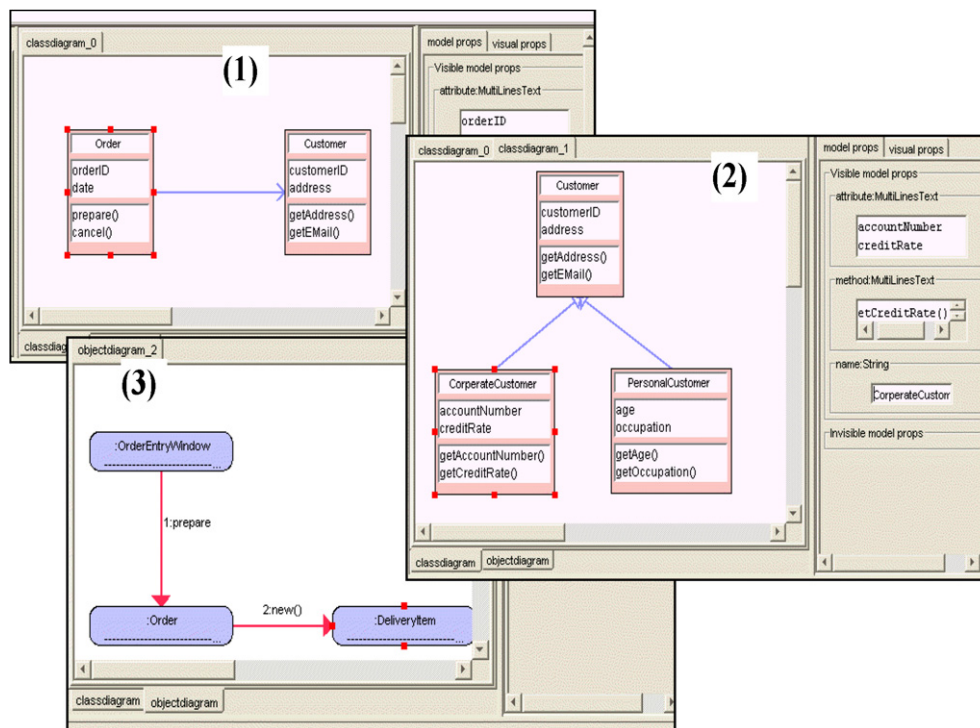 classdiagram_0
(1)
Order
orderID
date
prepare()
cancel()
Customer
customerID
address
getAddress()
getEMail()
model props
visual props
Visible model props
attribute:MultiLinesText
orderID
classdiagram_0
classdiagram_1
(2)
Customer
customerID
address
getAddress()
getEMail()
CorperateCustomer
accountNumber
creditRate
getAccountNumber()
getCreditRate()
PersonalCustomer
age
occupation
getAge()
getOccupation()
classdiagram
objectdiagram
model props
visual props
Visible model props
attribute:MultiLinesText
accountNumber
creditRate
method:MultiLinesText
etCreditRate()
name:String
CorperateCustom
Invisible model props
objectdiagram_2
(3)
:OrderEntryWindow
1:prepare
:Order
2:new()
:DeliveryItem
classdiagram
objectdiagram